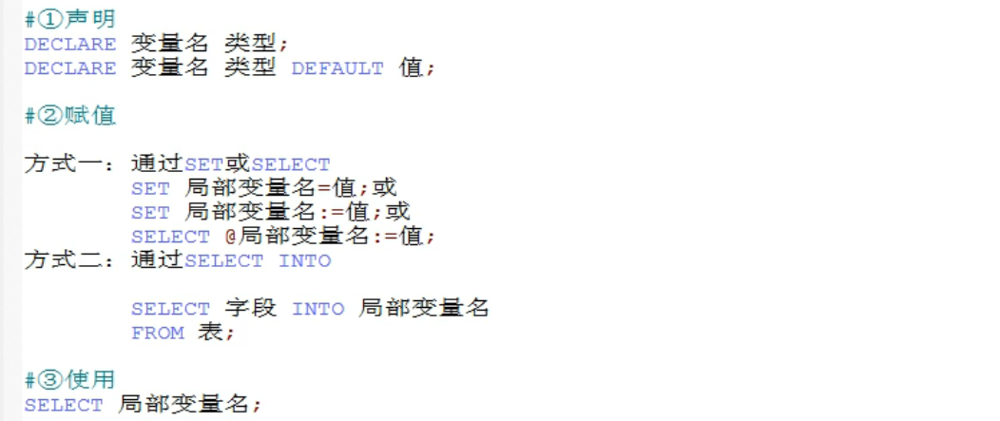 #①声明
DECLARE 变量名 类型;
DECLARE 变量名 类型 DEFAULT 值;
#②赋值
方式一：通过SET或SELECT
SET 局部变量名=值;或
SET 局部变量名:=值;或
SELECT @局部变量名:=值;
方式二：通过SELECT INTO
SELECT 字段 INTO 局部变量名
FROM 表;
#③使用
SELECT 局部变量名;